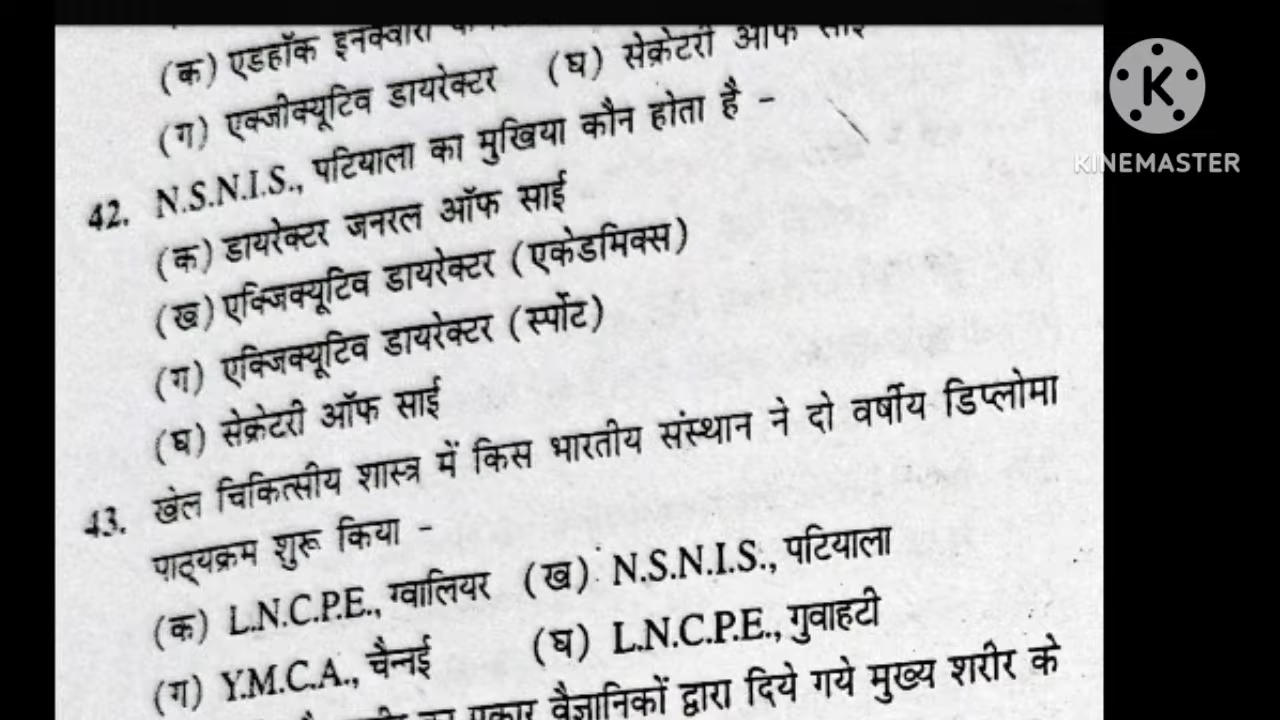 (क) एडहॉक इनक्वारी
(ग) एक्जीक्यूटिव डायरेक्टर (घ) सेक्रेटरी ऑफ साई
42. N.S.N.I.S., पटियाला का मुखिया कौन होता है -
(क) डायरेक्टर जनरल ऑफ साई
(ख) एक्जिक्यूटिव डायरेक्टर (एकेडमिक्स)
(ग) एक्जिक्यूटिव डायरेक्टर (स्पोंट)
(घ) सेक्रेटरी ऑफ साई
43. खेल चिकित्सीय शास्त्र में किस भारतीय संस्थान ने दो वर्षीय डिप्लोमा
पाठ्यक्रम शुरू किया -
(क) L.N.C.P.E., ग्वालियर (ख) N.S.N.I.S., पटियाला
(ग) Y.M.C.A., चैन्नई (घ) L.N.C.P.E., गुवाहटी
प्रकार वैज्ञानिकों द्वारा दिये गये मुख्य शरीर के
K
KINEMASTER